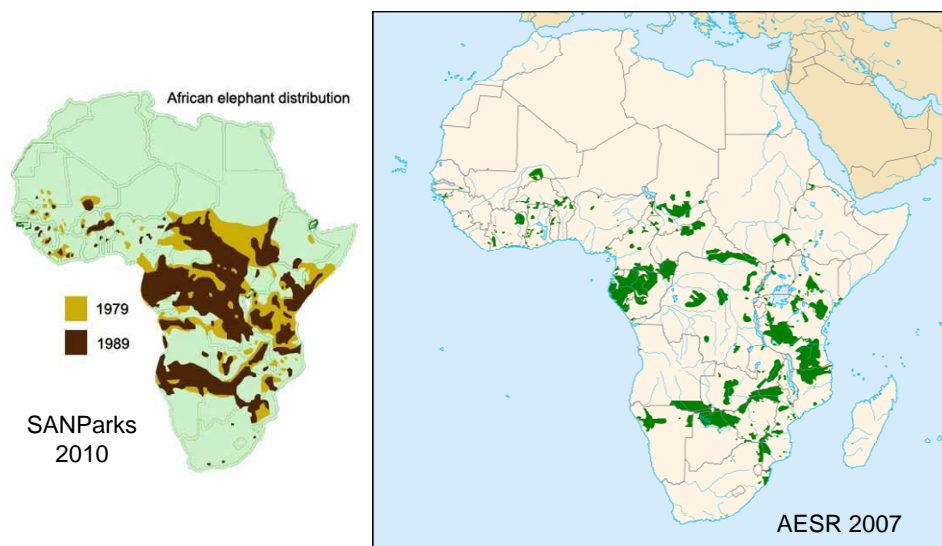 African elephant distribution
1979
1989
SANParks
2010
AESR 2007